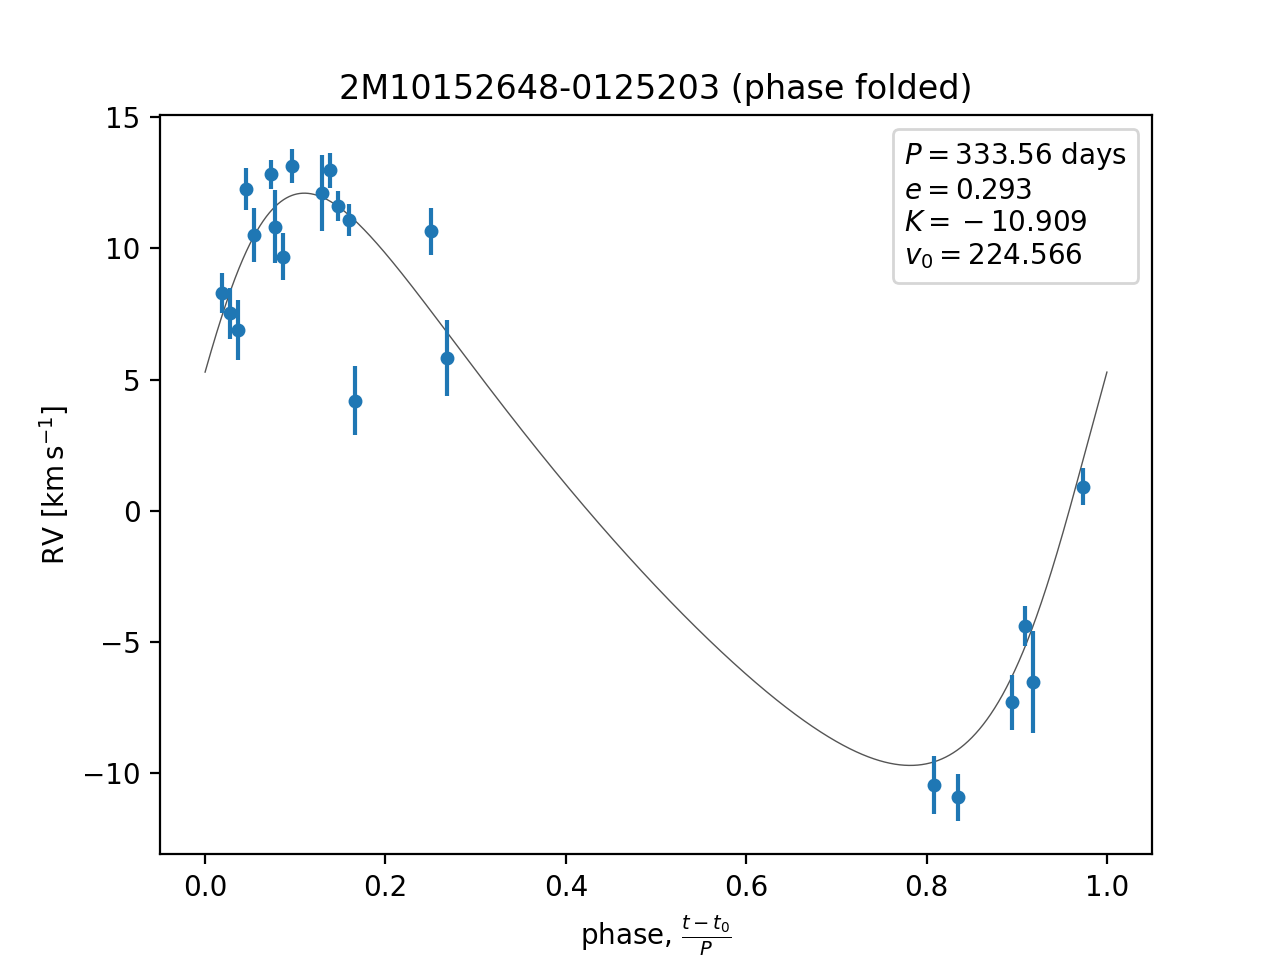 2M10152648-0125203 (phase folded)
P = 333.56 days
e = 0.293
K = −10.909
v₀ = 224.566
RV [km s⁻¹]
15
10
5
0
−5
−10
0.0 0.2 0.4 0.6 0.8 1.0
phase, (t − t₀)/P